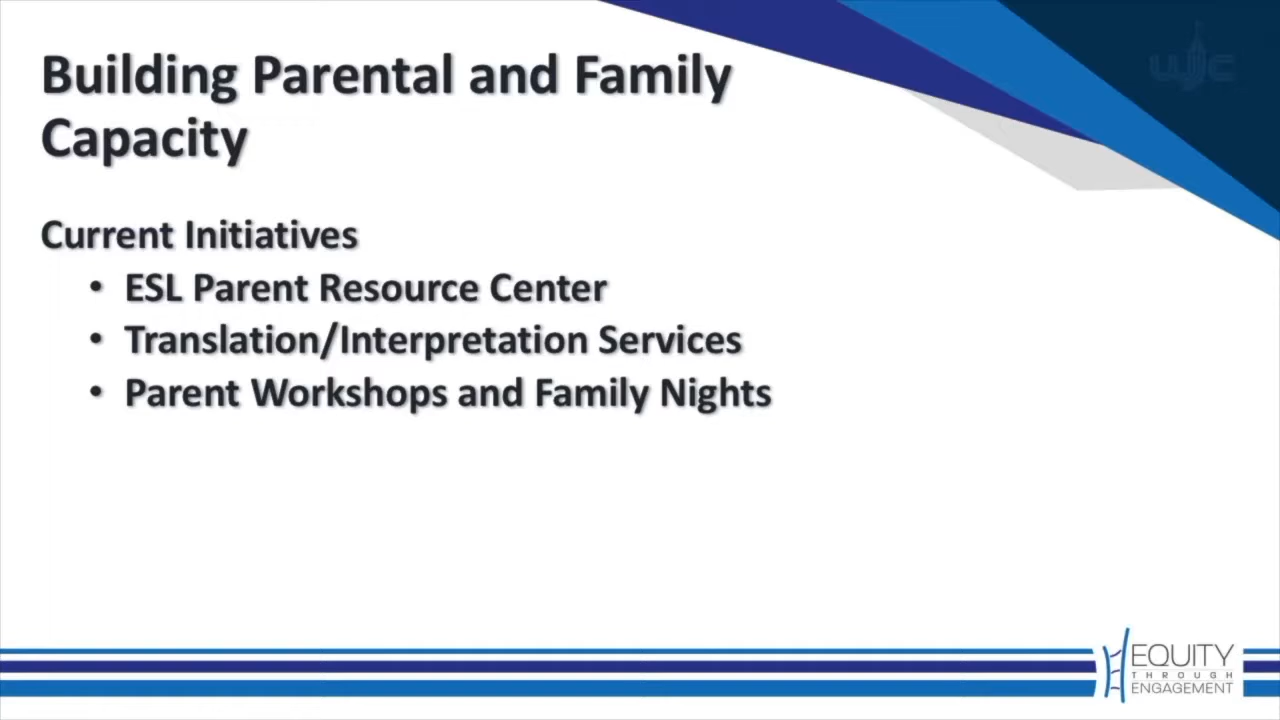 Building Parental and Family
Capacity
Current Initiatives
• ESL Parent Resource Center
• Translation/Interpretation Services
• Parent Workshops and Family Nights
EQUITY
THROUGH
ENGAGEMENT